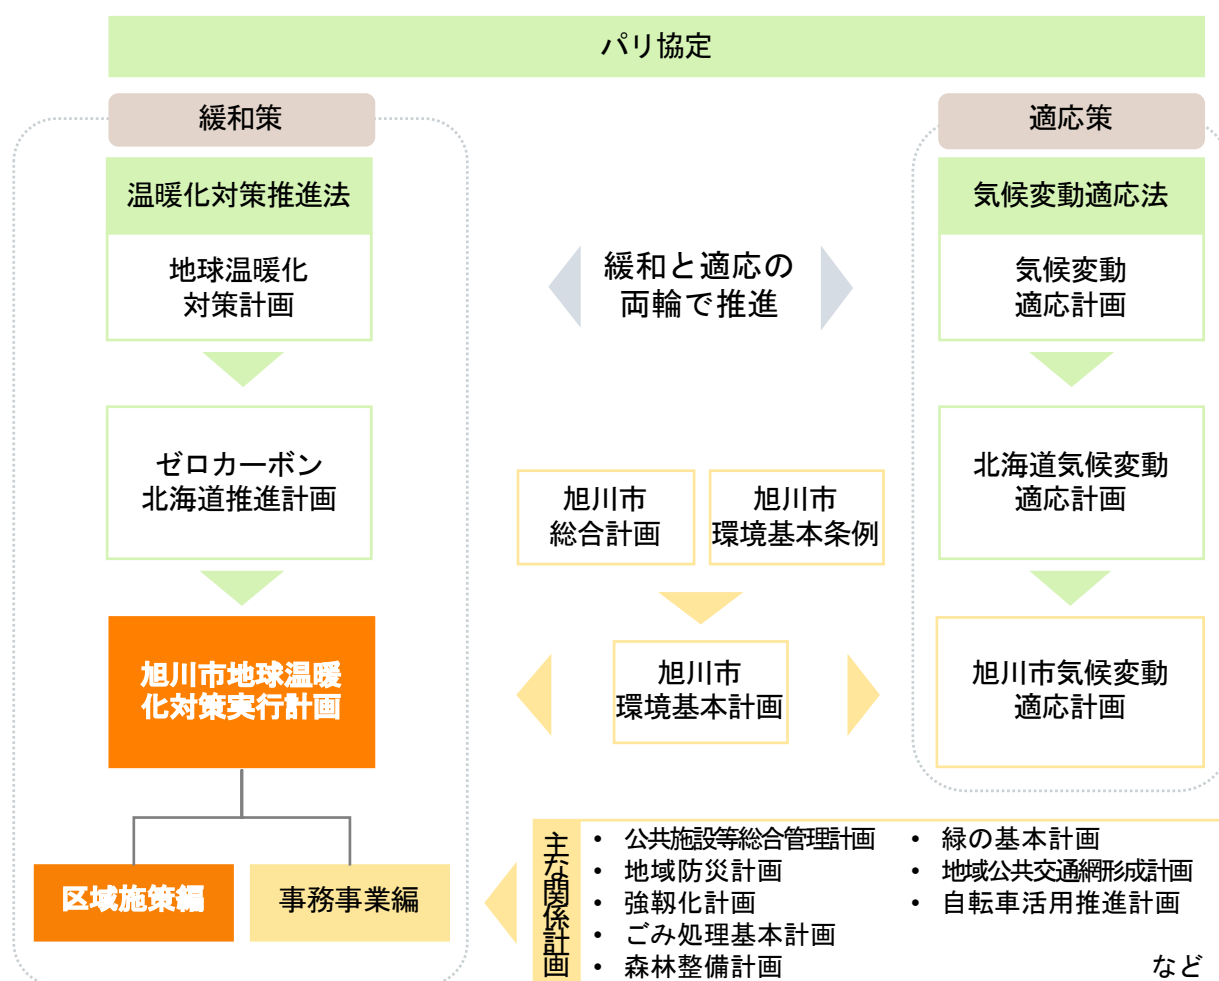 パリ協定
緩和策
温暖化対策推進法
地球温暖化
対策計画
ゼロカーボン
北海道推進計画
旭川市地球温暖
化対策実行計画
区域施策編
事務事業編
緩和と適応の
両輪で推進
旭川市
総合計画
旭川市
環境基本条例
旭川市
環境基本計画
適応策
気候変動適応法
気候変動
適応計画
北海道気候変動
適応計画
旭川市気候変動
適応計画
主な関係計画
• 公共施設等総合管理計画
• 地域防災計画
• 強靱化計画
• ごみ処理基本計画
• 森林整備計画
• 緑の基本計画
• 地域公共交通網形成計画
• 自転車活用推進計画
など